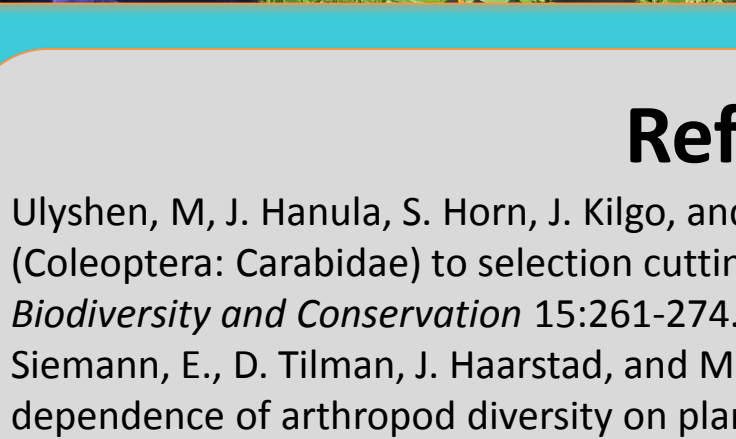 Ref
Ulyshen, M, J. Hanula, S. Horn, J. Kilgo, and
(Coleoptera: Carabidae) to selection cuttin
Biodiversity and Conservation 15:261-274.
Siemann, E., D. Tilman, J. Haarstad, and M
dependence of arthropod diversity on plan